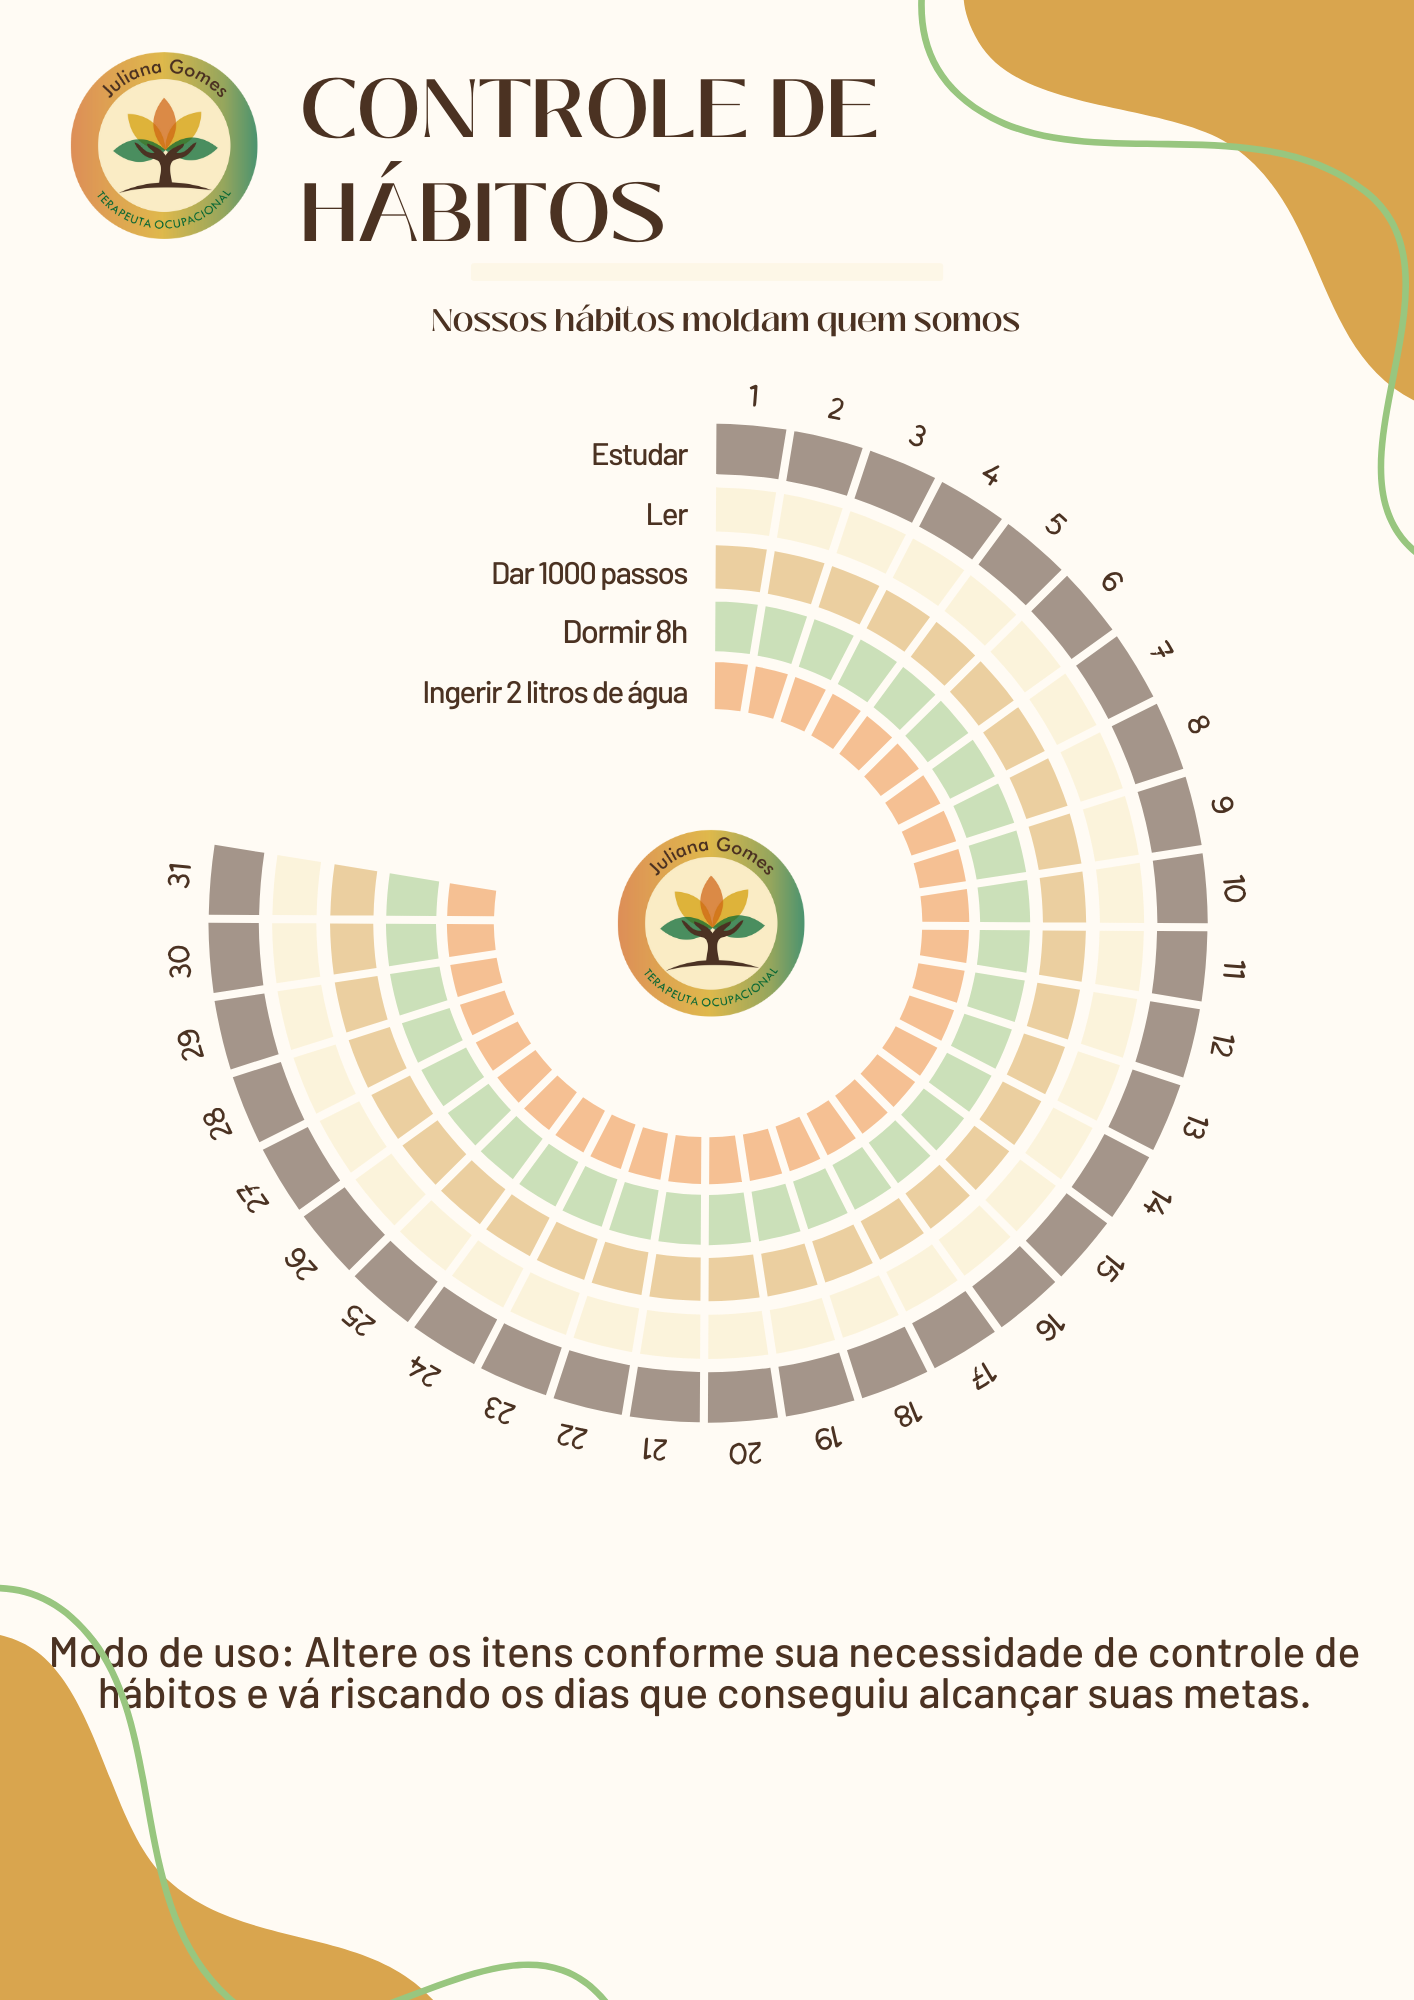 Juliana Gomes
TERAPEUTA OCUPACIONAL
CONTROLE DE
HÁBITOS
Nossos hábitos moldam quem somos
1
2
3
4
5
6
7
8
9
10
11
12
13
14
15
16
17
18
19
20
21
22
23
24
25
26
27
28
29
30
31
Estudar
Ler
Dar 1000 passos
Dormir 8h
Ingerir 2 litros de água
Juliana Gomes
TERAPEUTA OCUPACIONAL
Modo de uso: Altere os itens conforme sua necessidade de controle de
hábitos e vá riscando os dias que conseguiu alcançar suas metas.